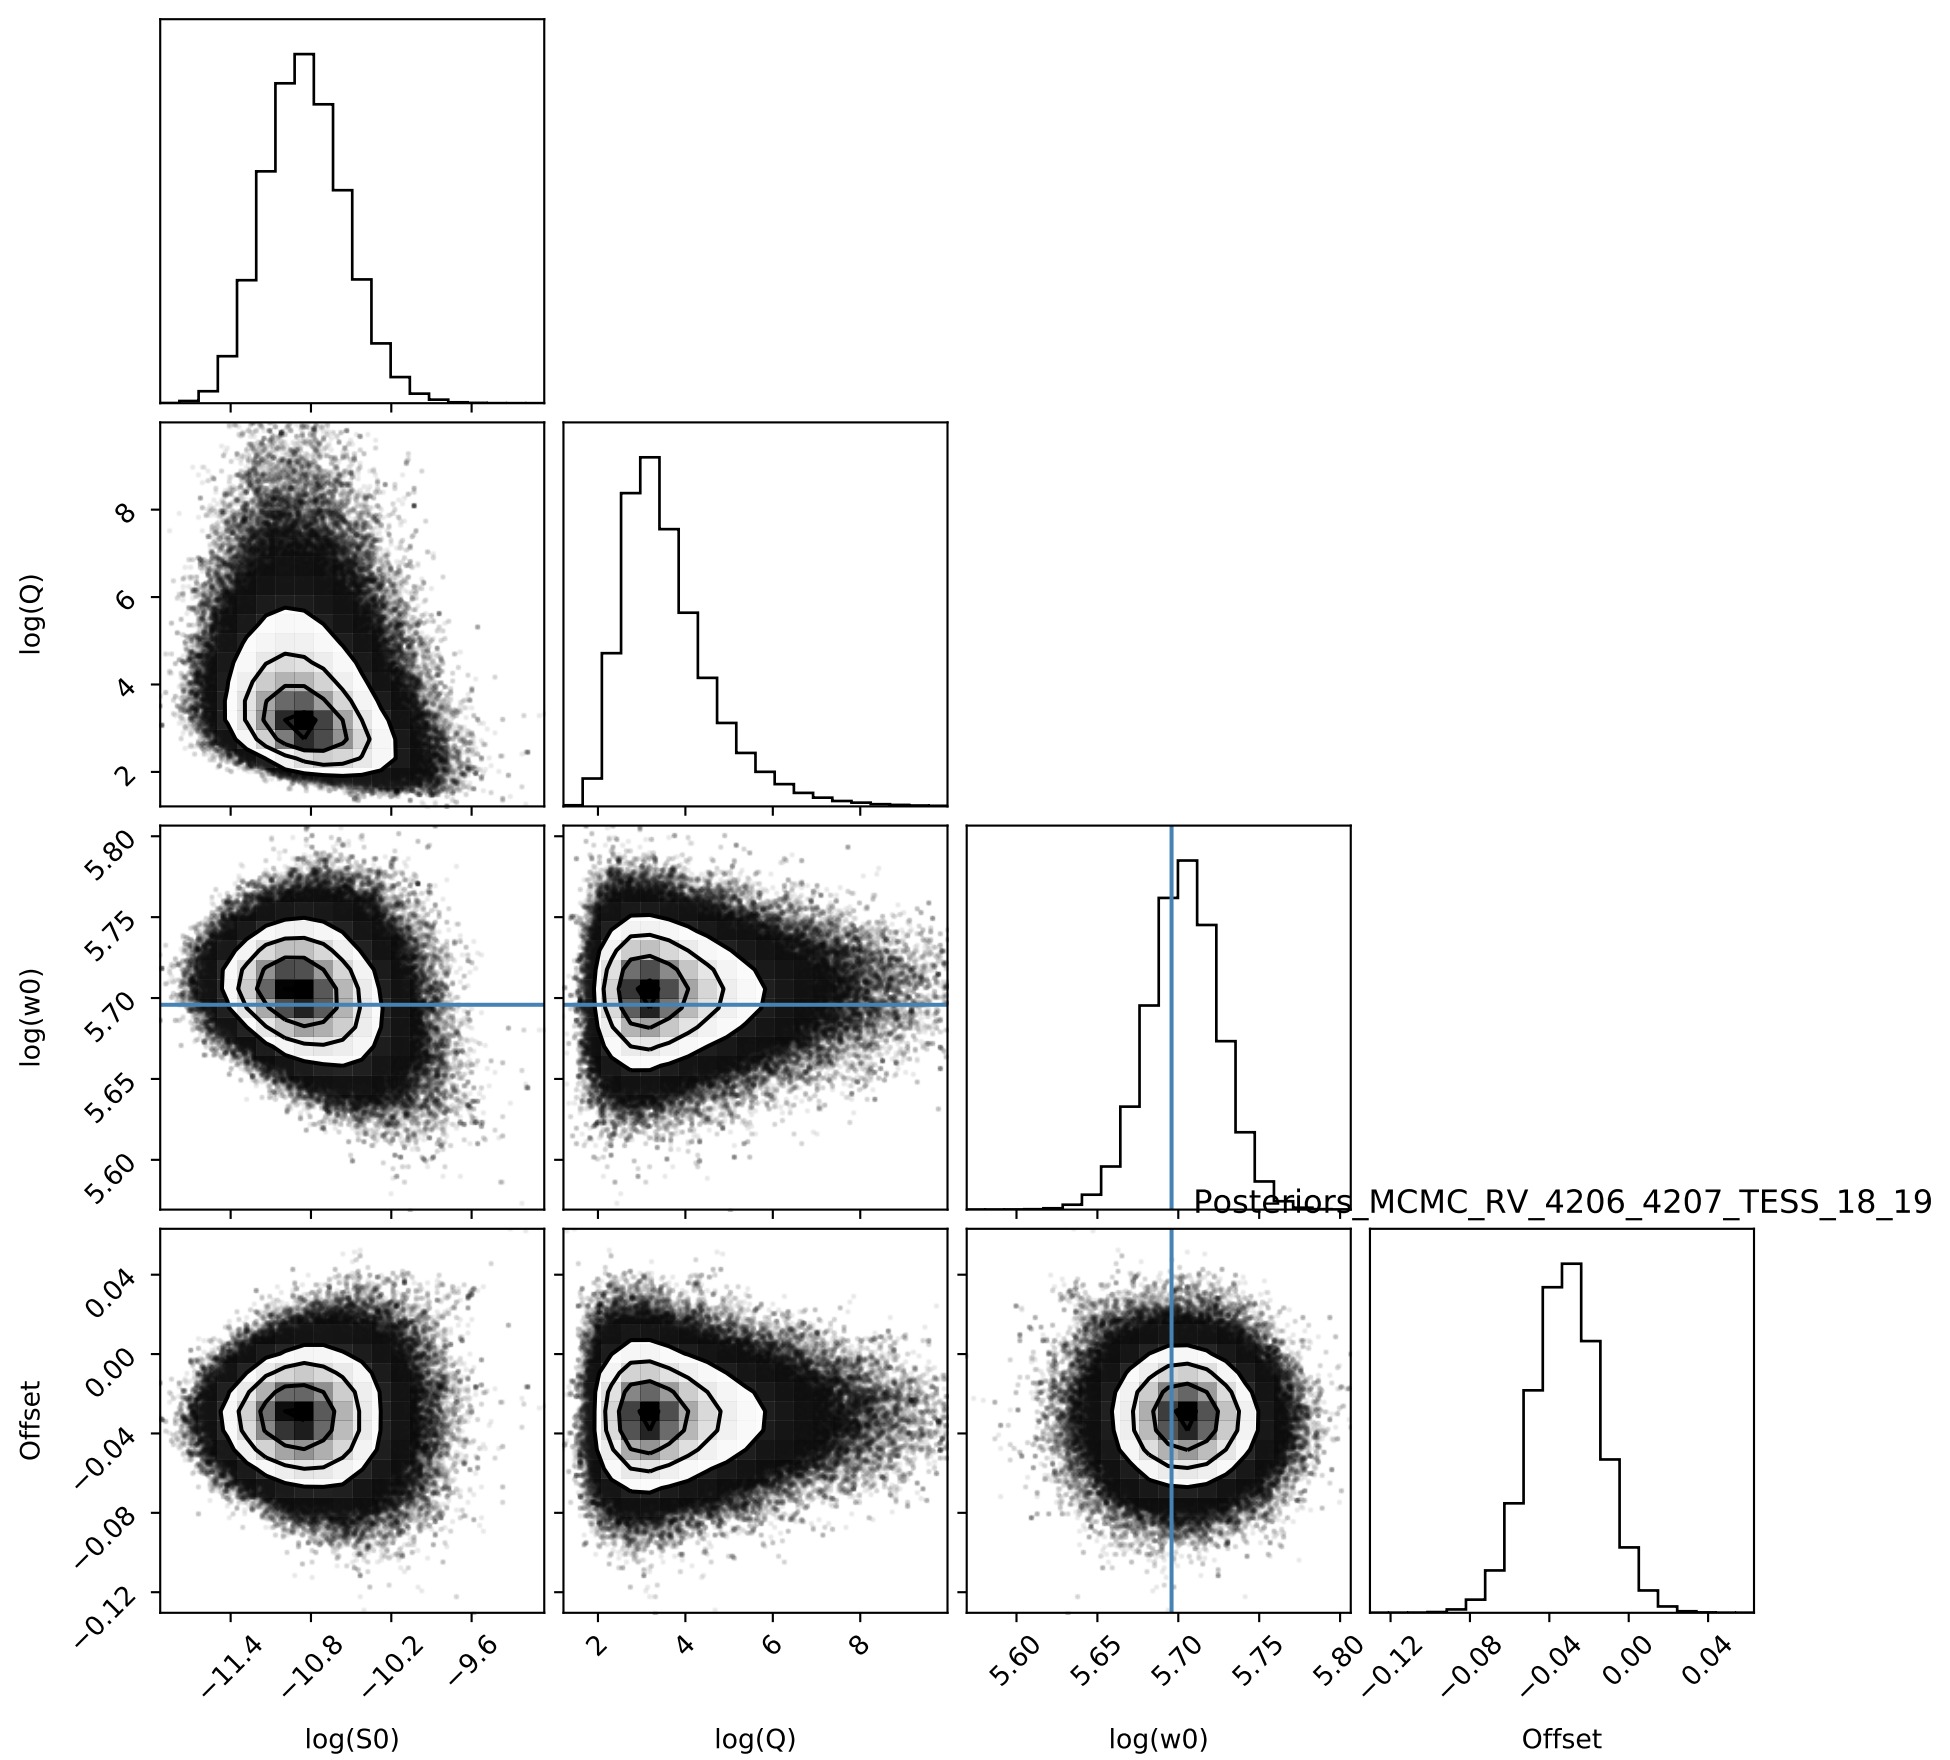 8
6
4
2
log(Q)
5.80
5.75
5.70
5.65
5.60
log(w0)
Posteriors_MCMC_RV_4206_4207_TESS_18_19
0.04
0.00
−0.04
−0.08
−0.12
Offset
−11.4 −10.8 −10.2 −9.6
2 4 6 8
5.60 5.65 5.70 5.75 5.80
−0.12 −0.08 −0.04 0.00 0.04
log(S0) log(Q) log(w0) Offset